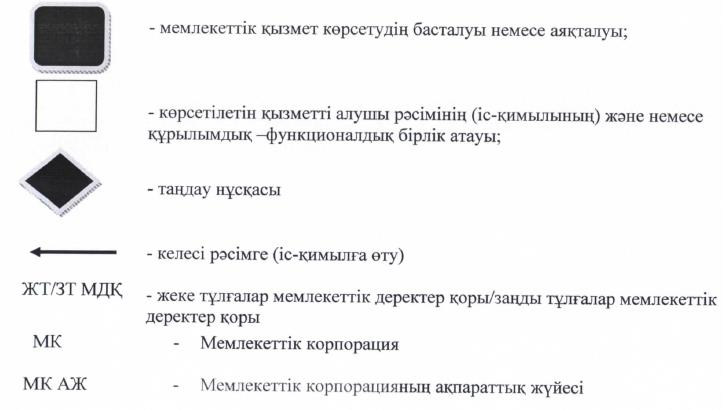 - мемлекеттік қызмет көрсетудің басталуы немесе аяқталуы;
- көрсетілетін қызметті алушы рәсімінің (іс-қимылының) және немесе
құрылымдық –функционалдық бірлік атауы;
- таңдау нұсқасы
- келесі рәсімге (іс-қимылға өту)
ЖТ/ЗТ МДҚ - жеке тұлғалар мемлекеттік деректер қоры/заңды тұлғалар мемлекеттік
деректер қоры
МК - Мемлекеттік корпорация
МК АЖ - Мемлекеттік корпорацияның ақпараттық жүйесі